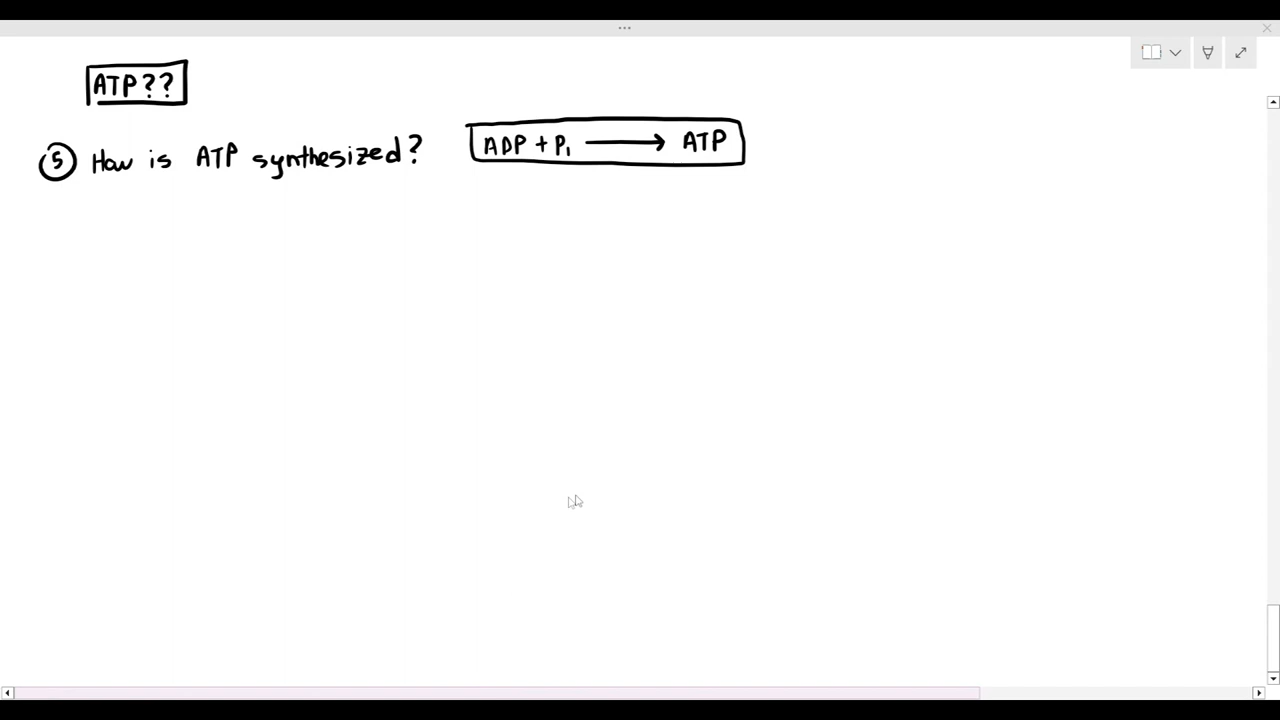 ATP??
⑤ How is ATP synthesized?
ADP + Pi ⟶ ATP